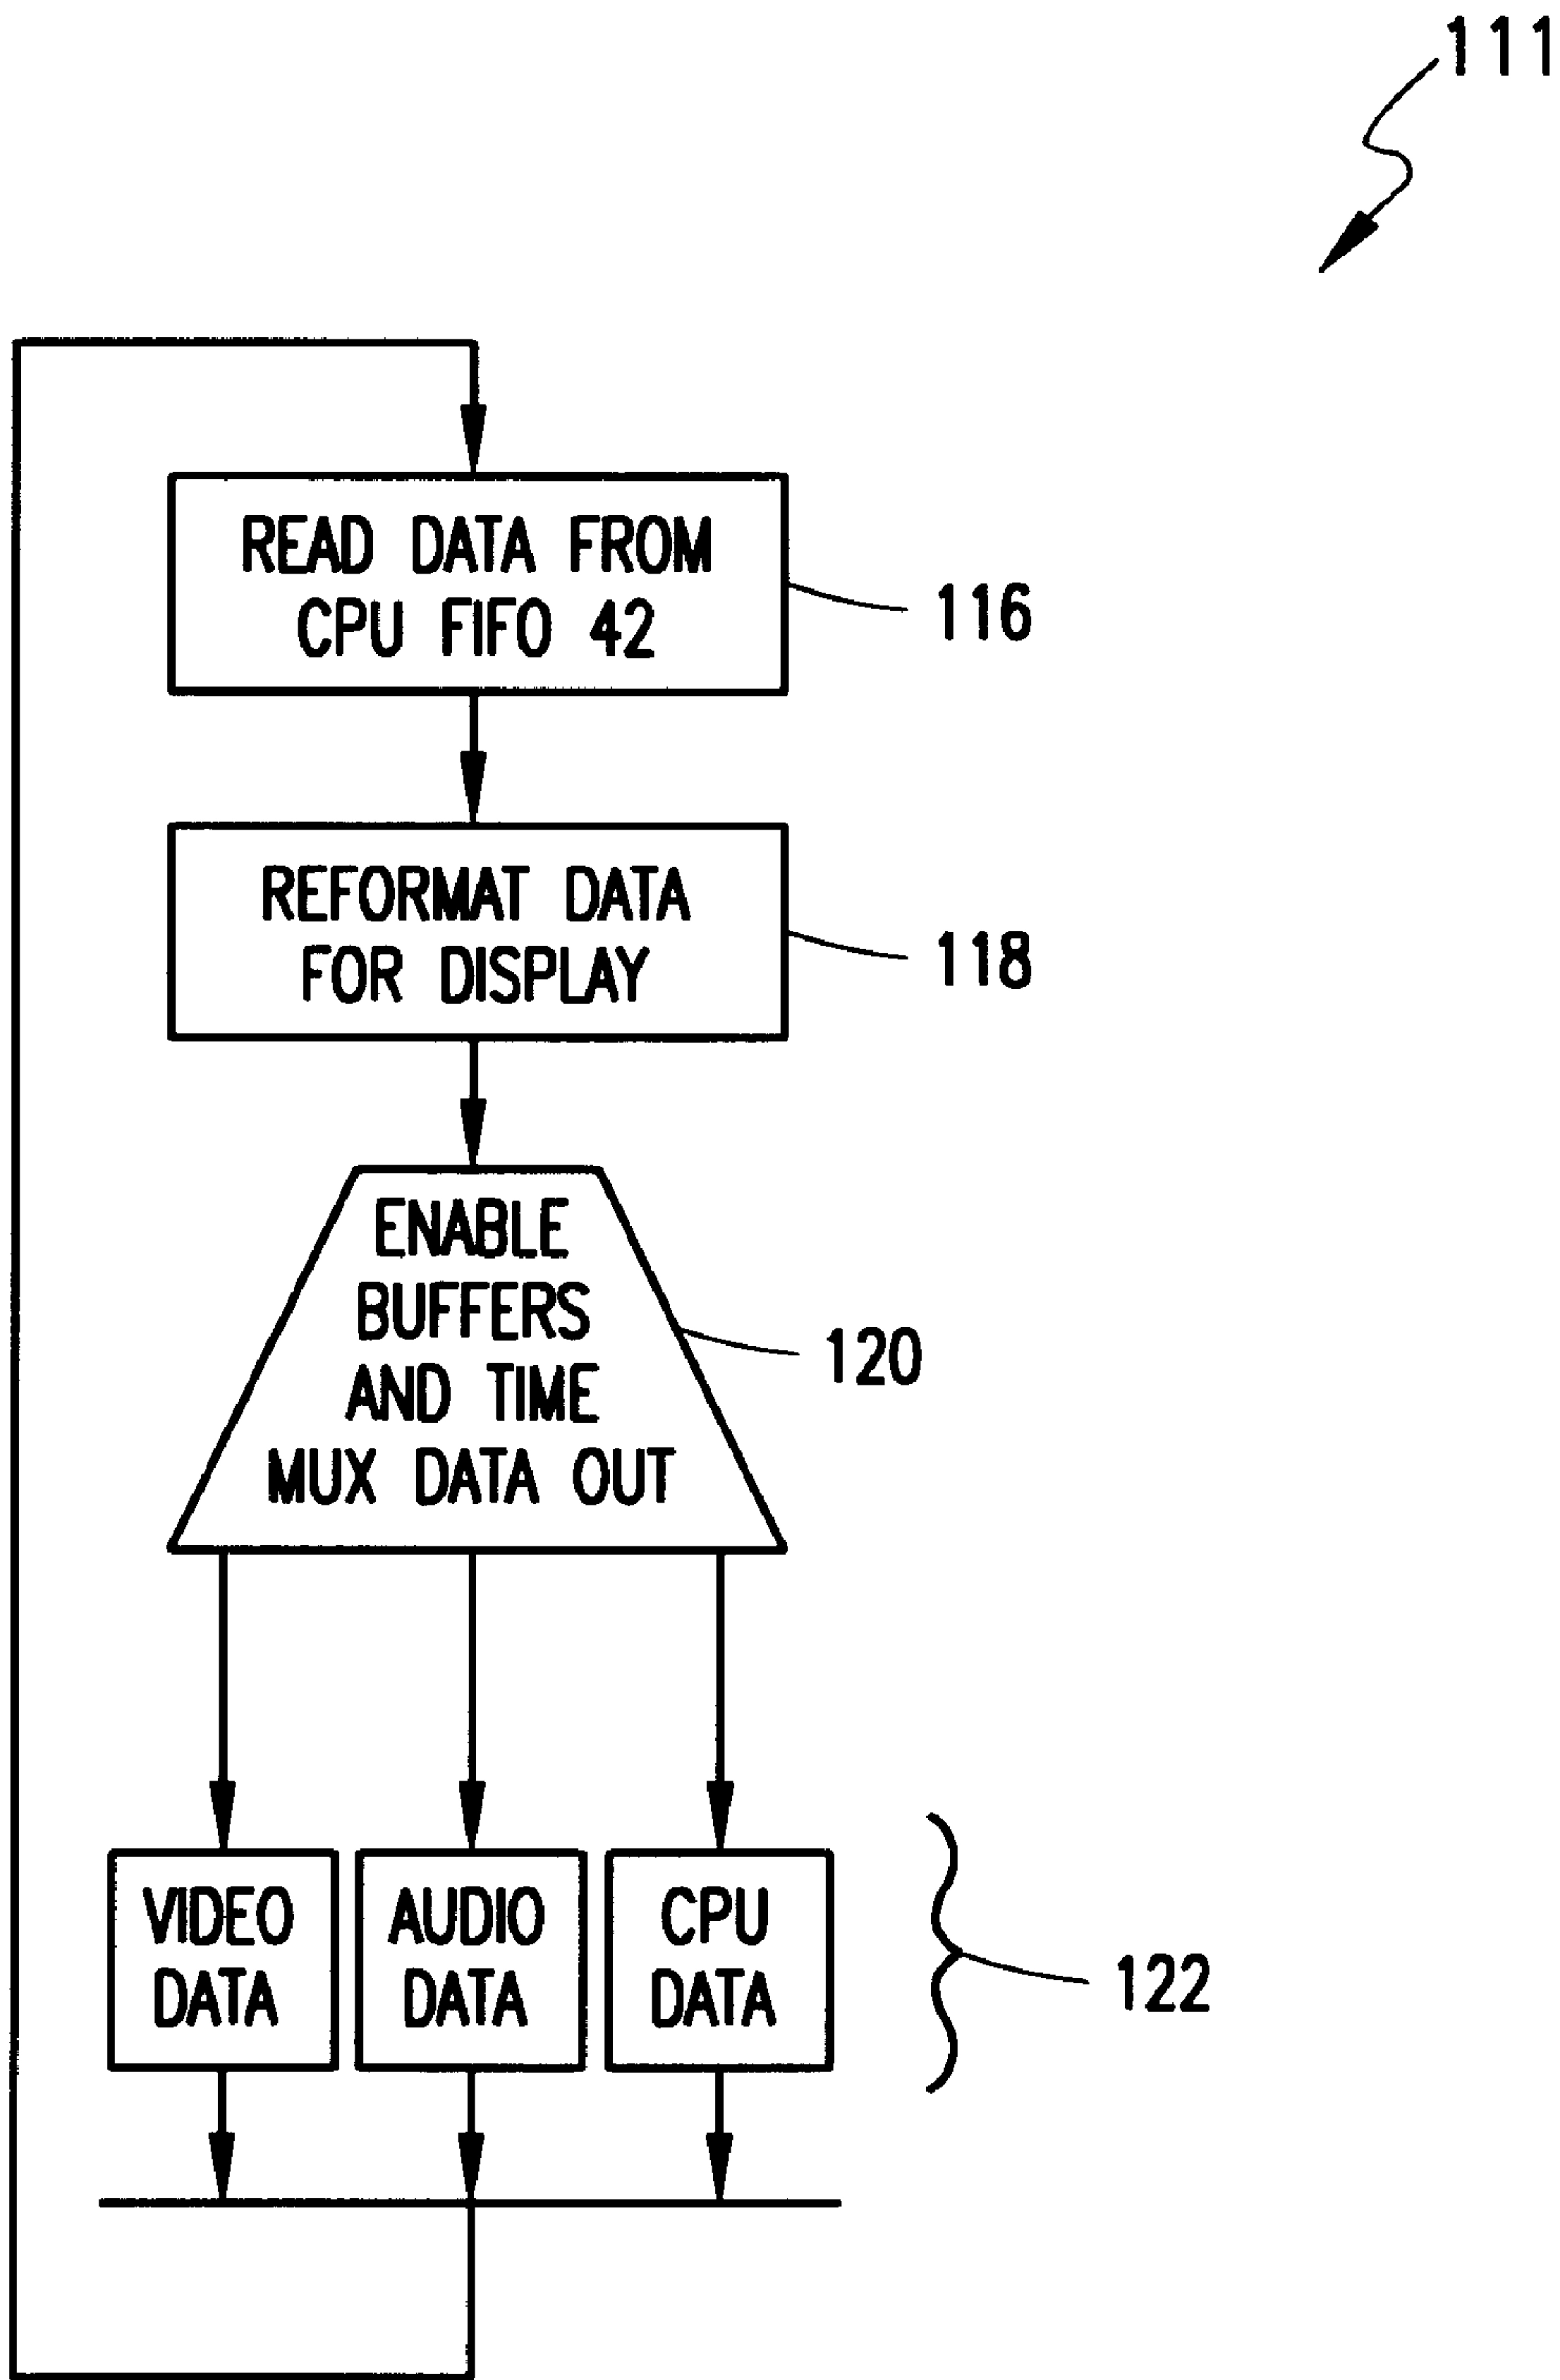 111
READ DATA FROM
CPU FIFO 42
116
REFORMAT DATA
FOR DISPLAY
118
ENABLE
BUFFERS
AND TIME
MUX DATA OUT
120
VIDEO
DATA
AUDIO
DATA
CPU
DATA
122